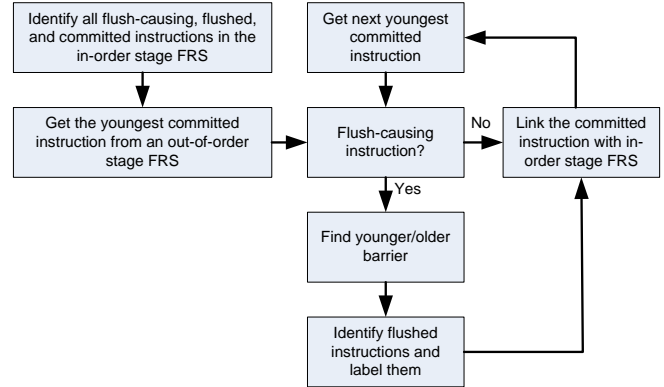 Identify all flush-causing, flushed,
and committed instructions in the
in-order stage FRS
Get the youngest committed
instruction from an out-of-order
stage FRS
Get next youngest
committed
instruction
Flush-causing
instruction?
No
Link the committed
instruction with in-
order stage FRS
Yes
Find younger/older
barrier
Identify flushed
instructions and
label them